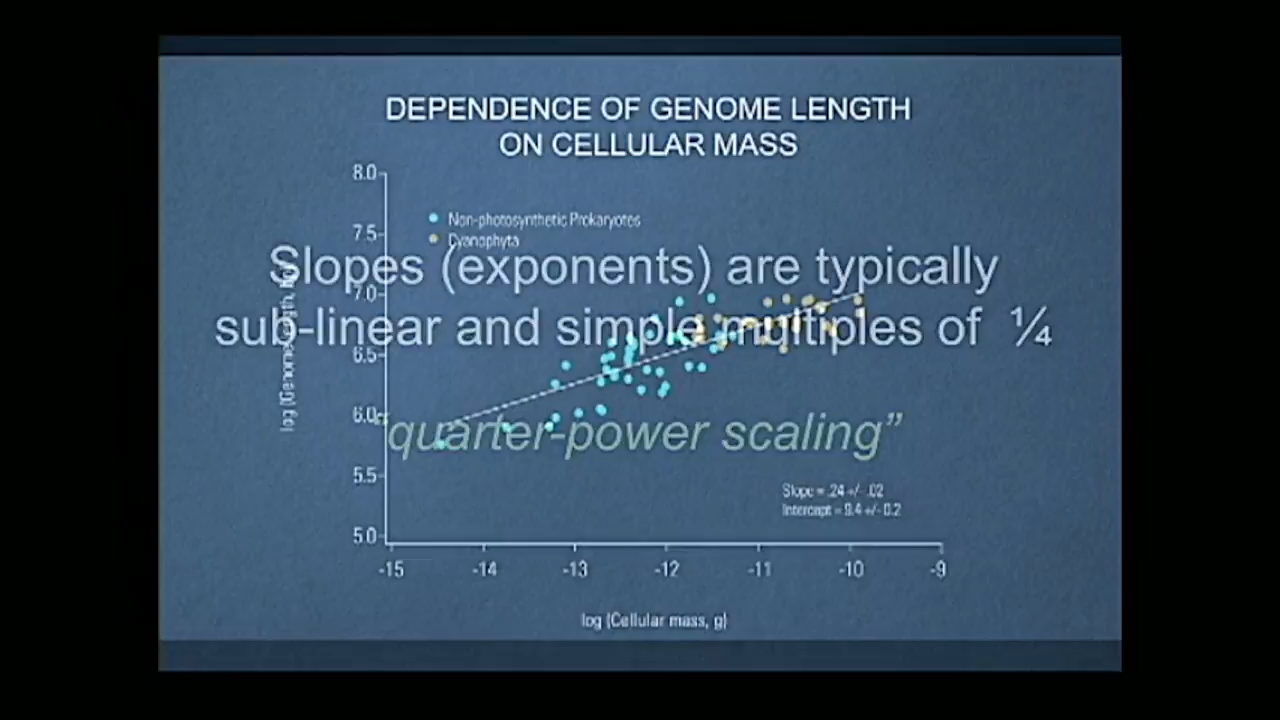 DEPENDENCE OF GENOME LENGTH
ON CELLULAR MASS
8.0
Non-photosynthetic Prokaryotes
7.5
Cyanophyta
Slopes (exponents) are typically
7.0
sub-linear and simple multiples of ¼
6.5
log (Genome length,
6.0
“quarter-power scaling”
5.5
Slope = .24 +/- .02
Intercept = 9.4 +/- 0.2
5.0
-15 -14 -13 -12 -11 -10 -9
log (Cellular mass, g)